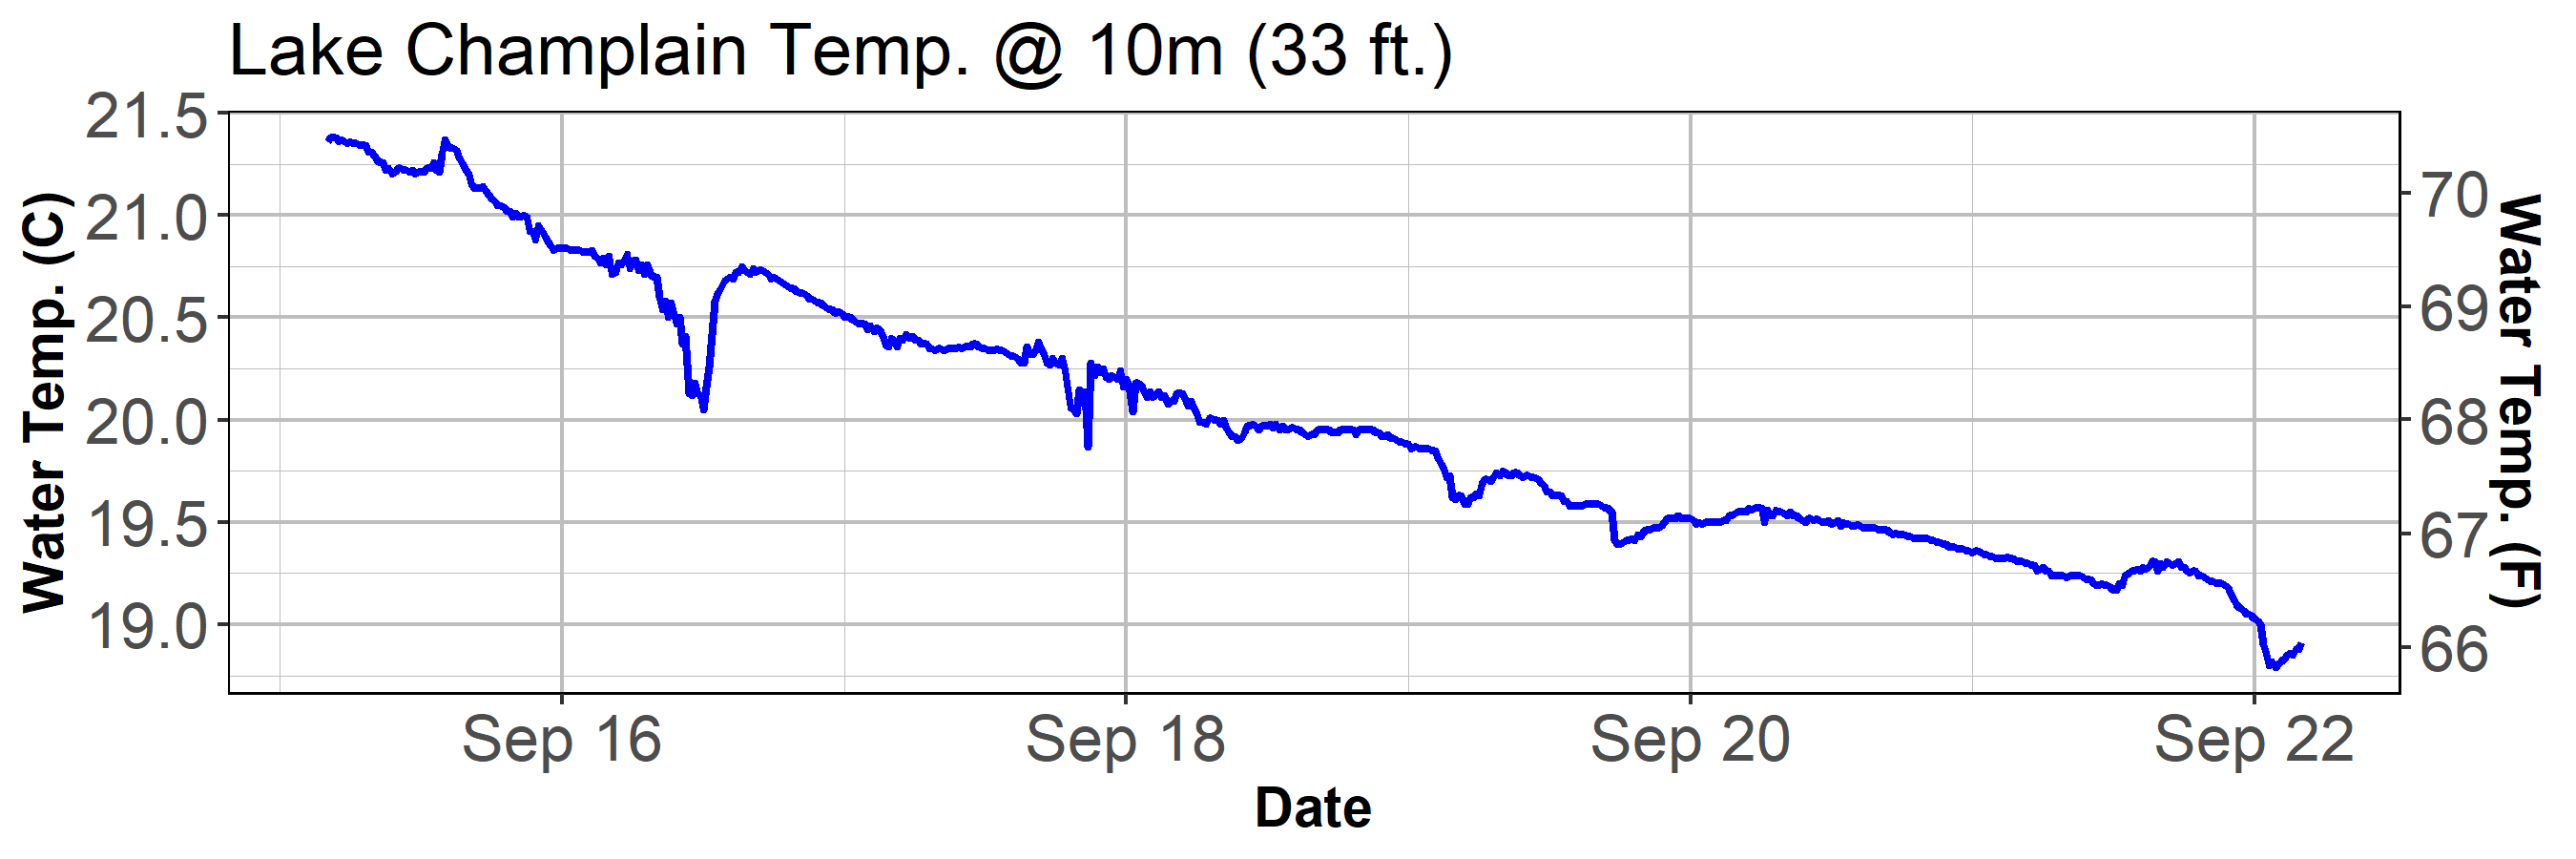 Lake Champlain Temp. @ 10m (33 ft.)
Water Temp. (C)
21.5
21.0
20.5
20.0
19.5
19.0
70
69
68
67
66
Water Temp. (F)
Sep 16
Sep 18
Sep 20
Sep 22
Date